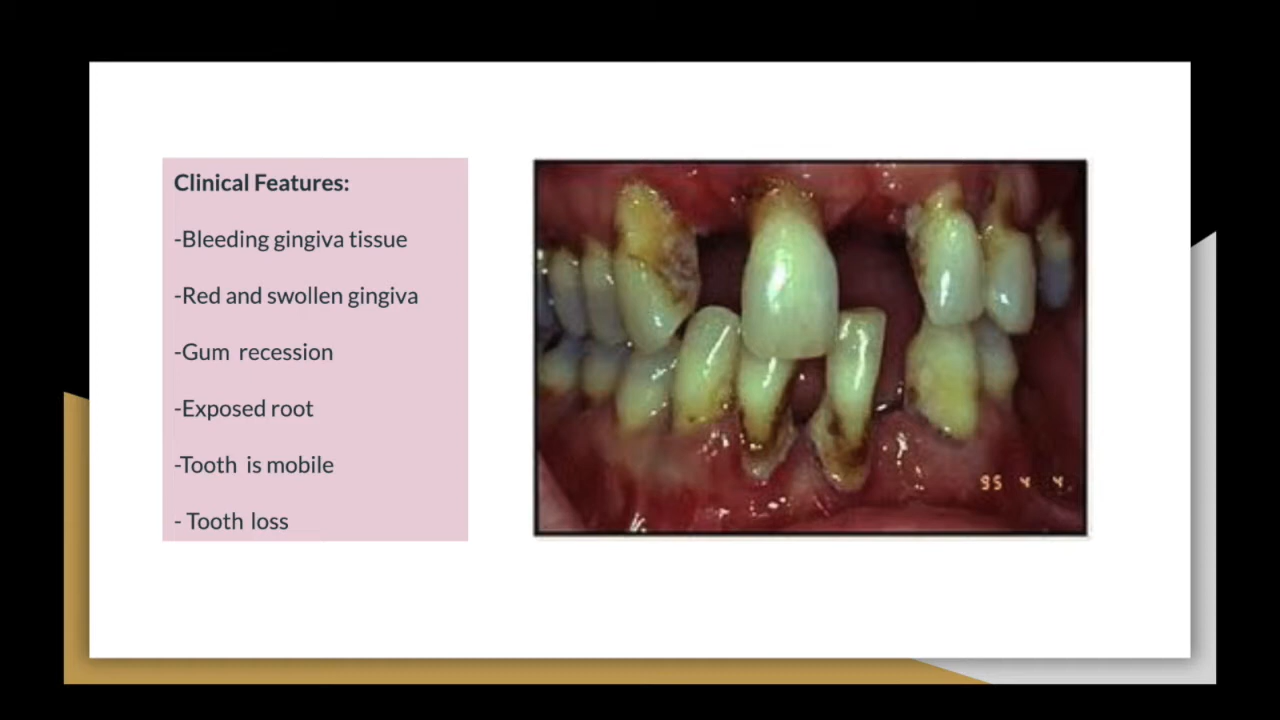 Clinical Features:
-Bleeding gingiva tissue
-Red and swollen gingiva
-Gum recession
-Exposed root
-Tooth is mobile
- Tooth loss
95 4 4